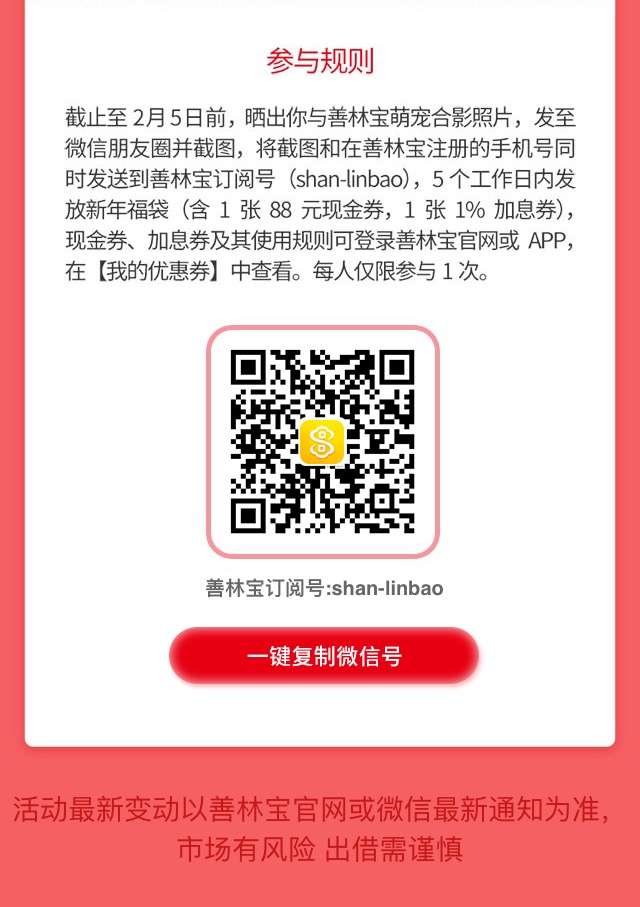 参与规则
截止至 2月5日前，晒出你与善林宝萌宠合影照片，发至
微信朋友圈并截图，将截图和在善林宝注册的手机号同
时发送到善林宝订阅号（shan-linbao），5 个工作日内发
放新年福袋（含 1 张 88 元现金券，1 张 1% 加息券），
现金券、加息券及其使用规则可登录善林宝官网或 APP，
在【我的优惠券】中查看。每人仅限参与 1 次。
善林宝订阅号:shan-linbao
一键复制微信号
活动最新变动以善林宝官网或微信最新通知为准，
市场有风险 出借需谨慎